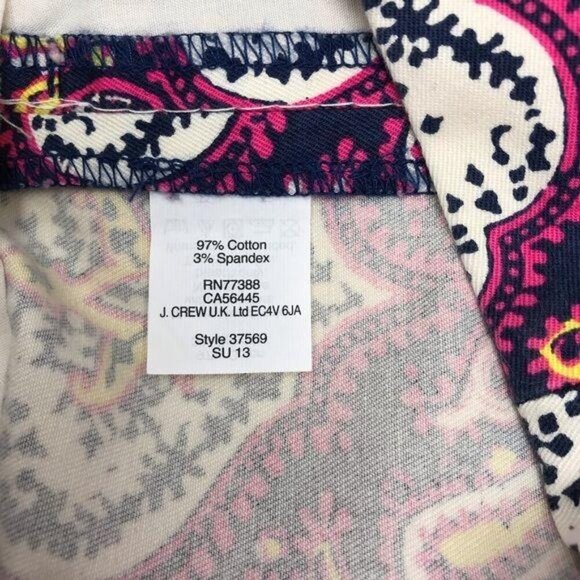 97% Cotton
3% Spandex
RN77388
CA56445
J. CREW U.K. Ltd EC4V 6JA
Style 37569
SU 13